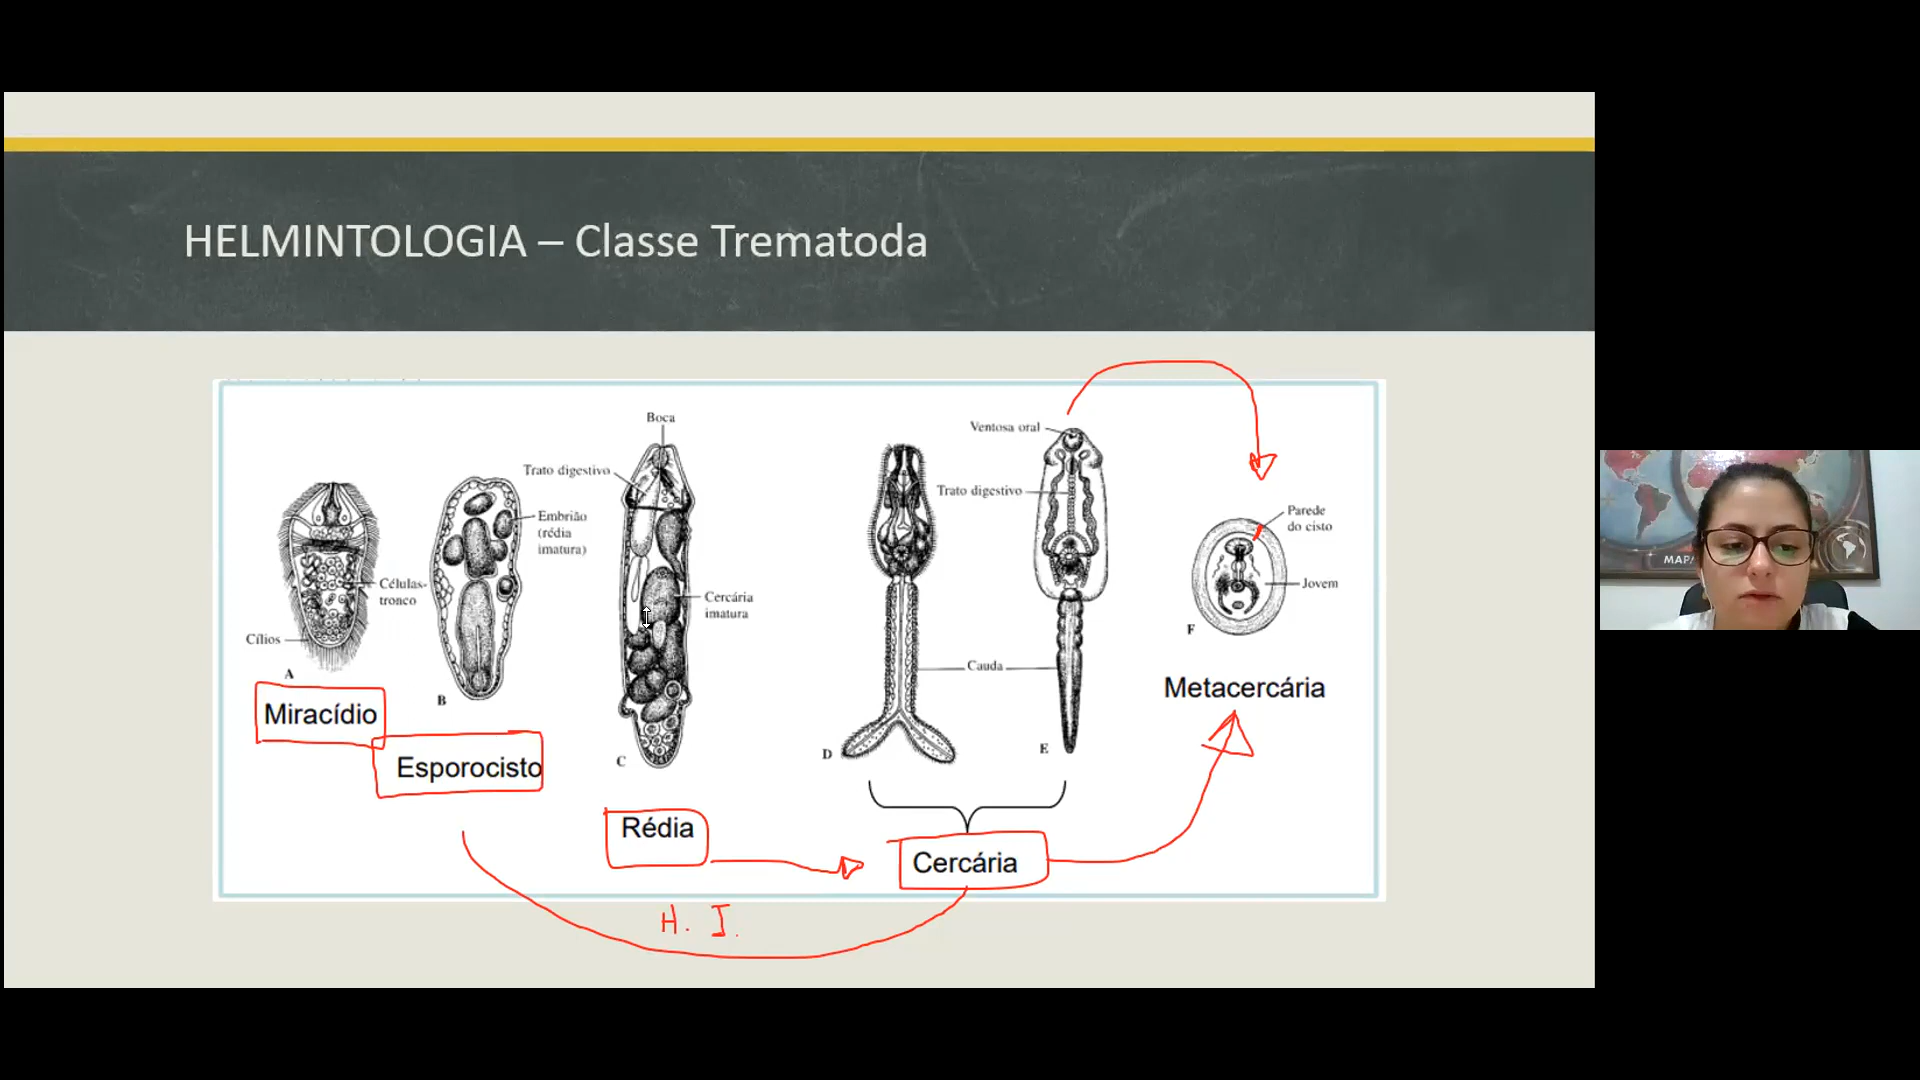 HELMINTOLOGIA – Classe Trematoda
Boca
Trato digestivo
Ventosa oral
Trato digestivo
Embrião
(rédia
imatura)
Parede
do cisto
Células-
tronco
Cercária
imatura
Jovem
Cílios
F
Cauda
A
B
C
D
E
Metacercária
Miracídio
Esporocisto
Rédia
Cercária
H. I.
MAPA